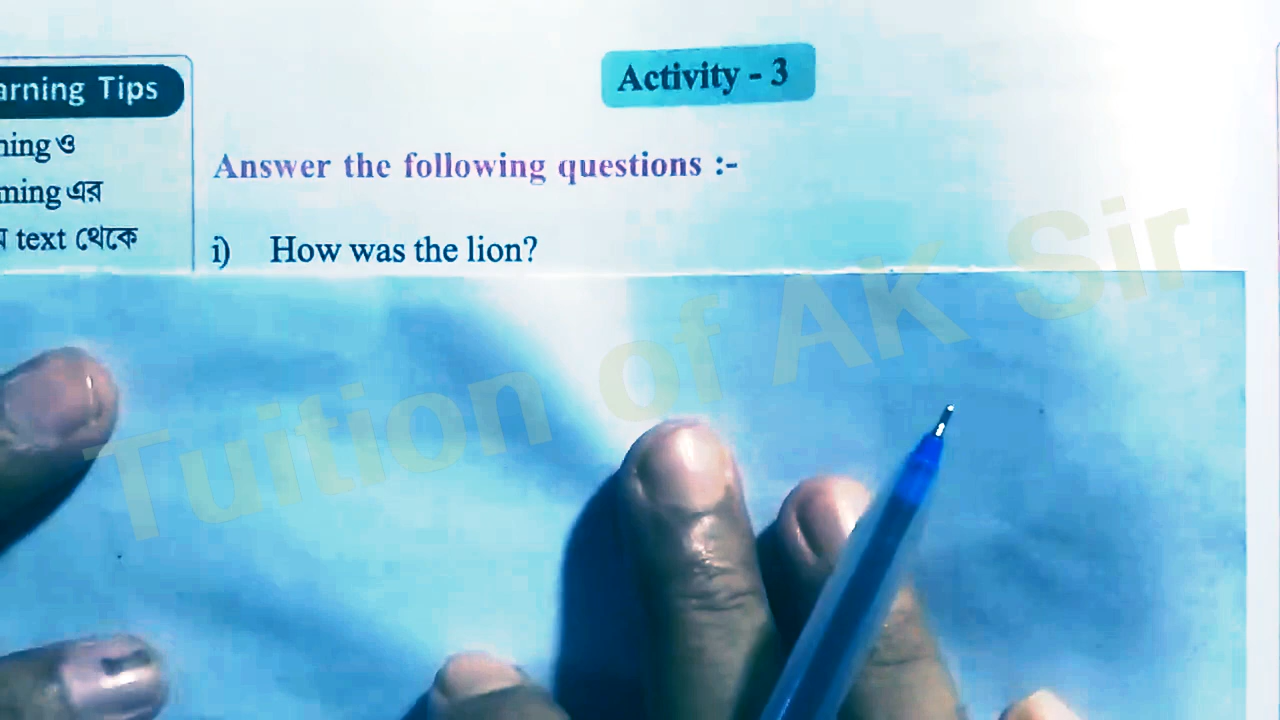 Activity - 3
arning Tips
ning ও
ming এর
text থেকে
Answer the following questions :-
i) How was the lion?
Tuition of AK Sir